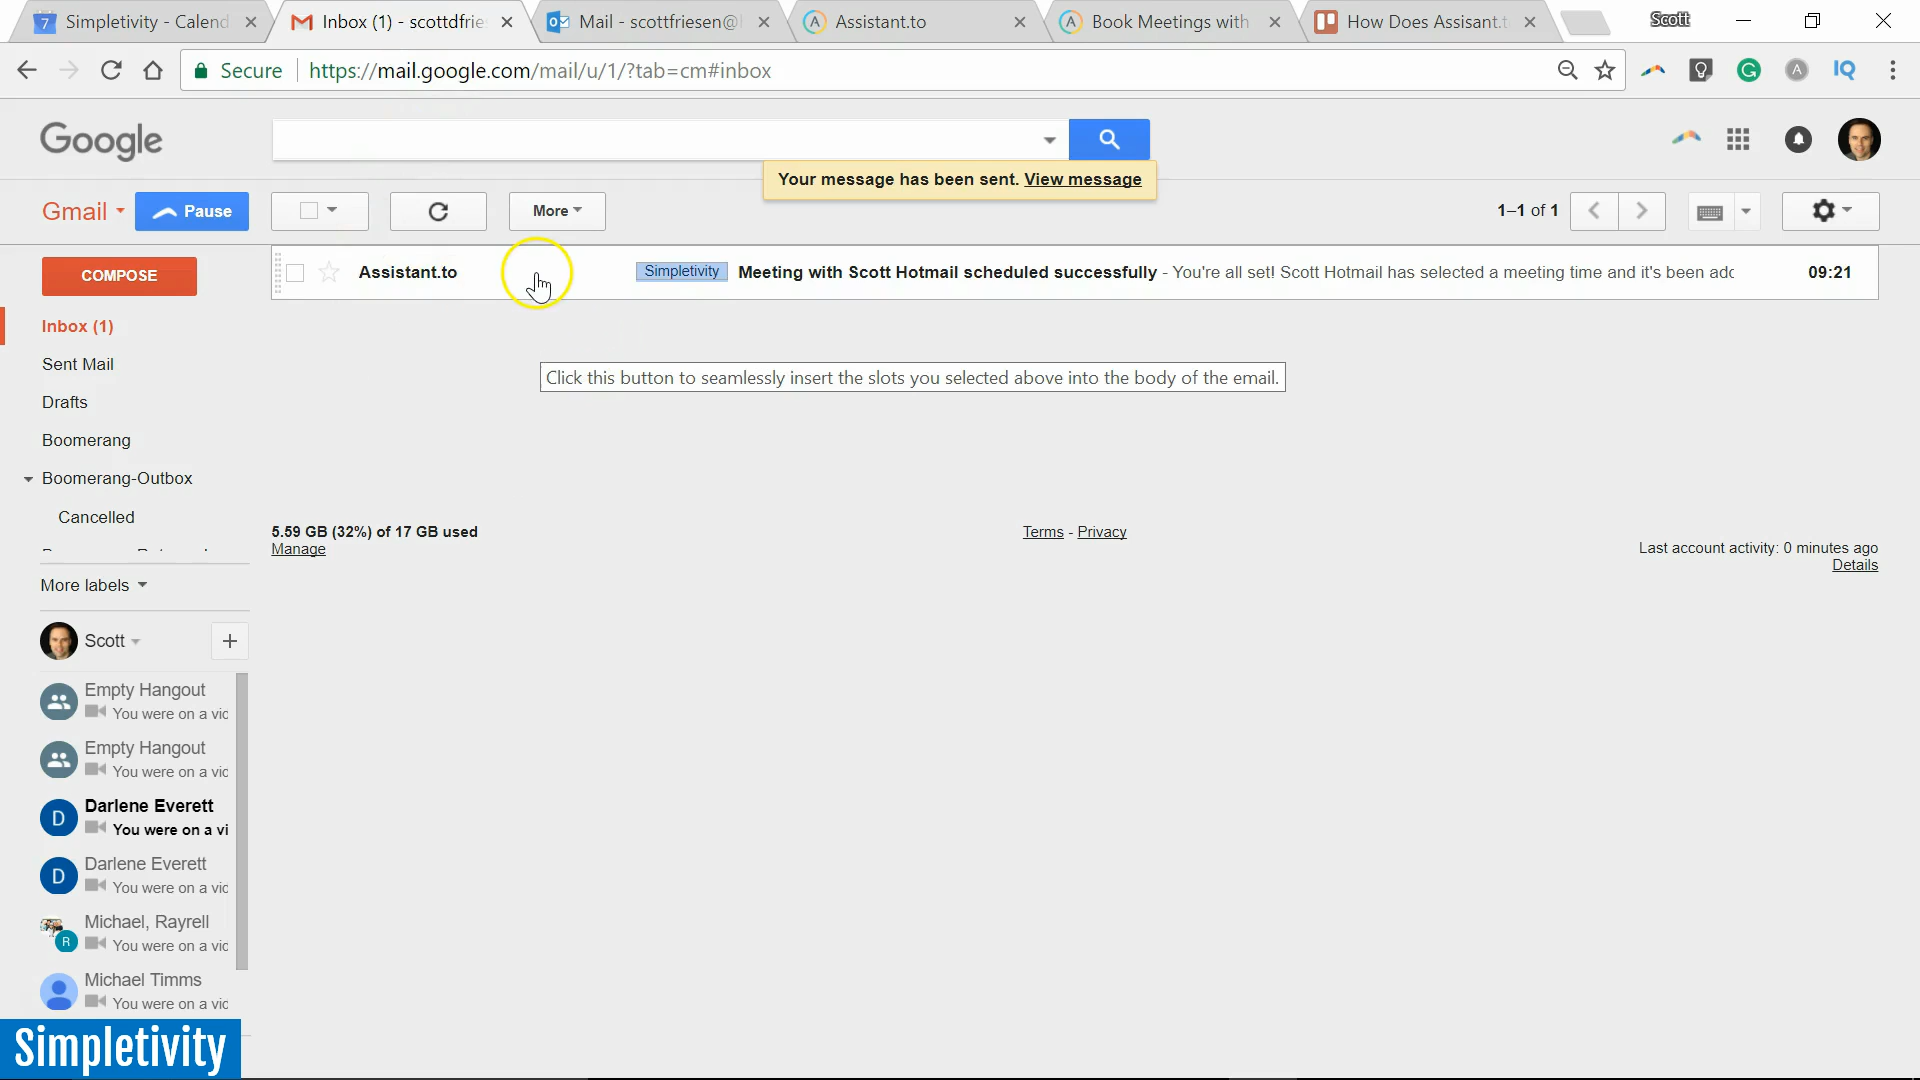 Simpletivity - Calend
Inbox (1) - scottdfrie
Mail - scottfriesen@
Assistant.to
Book Meetings with
How Does Assisant.t
Scott
Secure
https://mail.google.com/mail/u/1/?tab=cm#inbox
Google
Your message has been sent. View message
Gmail
Pause
More
1–1 of 1
COMPOSE
Assistant.to
Simpletivity
Meeting with Scott Hotmail scheduled successfully - You're all set! Scott Hotmail has selected a meeting time and it's been adc
09:21
Inbox (1)
Sent Mail
Drafts
Boomerang
Boomerang-Outbox
Cancelled
More labels
Click this button to seamlessly insert the slots you selected above into the body of the email.
5.59 GB (32%) of 17 GB used
Manage
Terms - Privacy
Last account activity: 0 minutes ago
Details
Scott
Empty Hangout
You were on a vic
Empty Hangout
You were on a vic
Darlene Everett
You were on a vi
Darlene Everett
You were on a vic
Michael, Rayrell
R
You were on a vic
Michael Timms
You were on a vic
D
D
7
IQ
Simpletivity